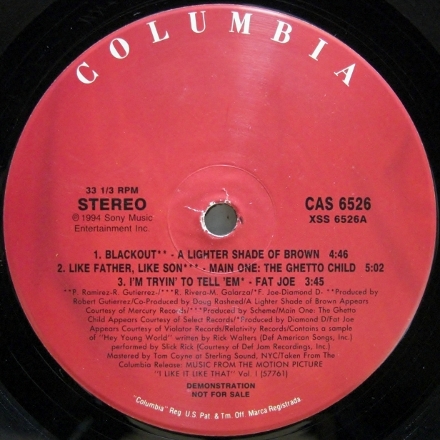 COLUMBIA
33 1/3 RPM
STEREO
℗ 1994 Sony Music
Entertainment Inc.
CAS 6526
XSS 6526A
1. BLACKOUT** - A LIGHTER SHADE OF BROWN 4:46
2. LIKE FATHER, LIKE SON*** - MAIN ONE: THE GHETTO CHILD 5:02
3. I'M TRYIN' TO TELL 'EM* - FAT JOE 3:45
**P. Ramirez-R. Gutierrez-/***R. Rivera-M. Galarza/*F. Joe-Diamond D. **Produced by
Robert Gutierrez/Co-Produced by Doug Rasheed/A Lighter Shade of Brown Appears
Courtesy of Mercury Records/***Produced by Scheme/Main One: The Ghetto
Child Appears Courtesy of Select Records/*Produced by Diamond D/Fat Joe
Appears Courtesy of Violator Records/Relativity Records/Contains a sample
of "Hey Young World" written by Rick Walters (Def American Songs, Inc.)
performed by Slick Rick (Courtesy of Def Jam Recordings, Inc.)
Mastered by Tom Coyne at Sterling Sound, NYC/Taken From The
Columbia Release: MUSIC FROM THE MOTION PICTURE
"I LIKE IT LIKE THAT" Vol. 1 (57761)
DEMONSTRATION
NOT FOR SALE
"Columbia" Reg. U.S. Pat. & Tm. Off. Marca Registrada